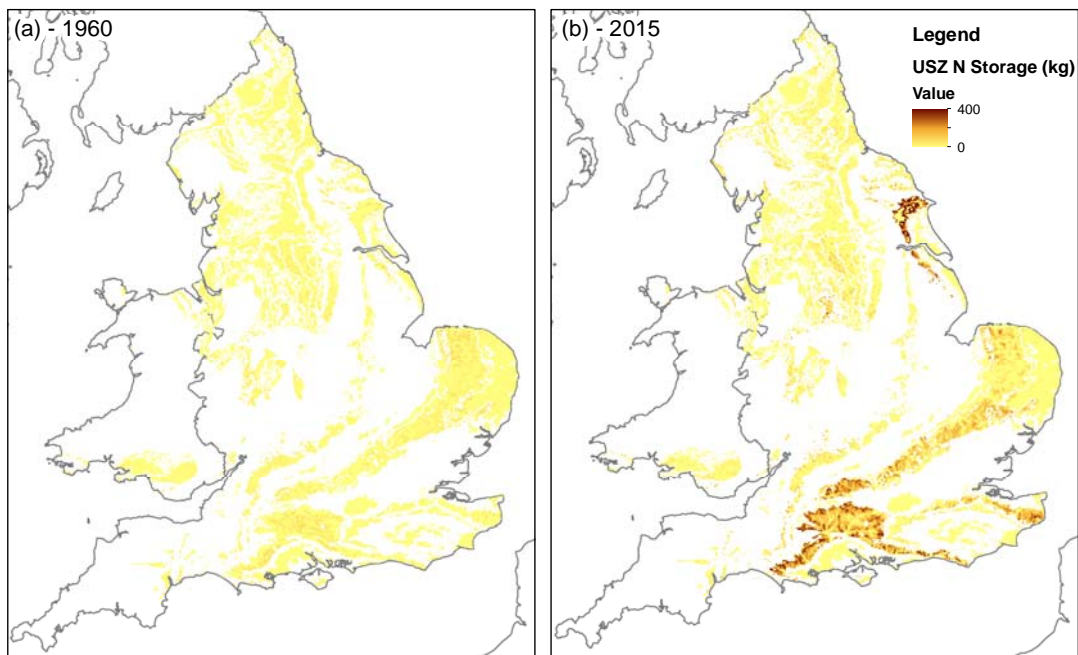 (a) - 1960
(b) - 2015
Legend
USZ N Storage (kg)
Value
400
0